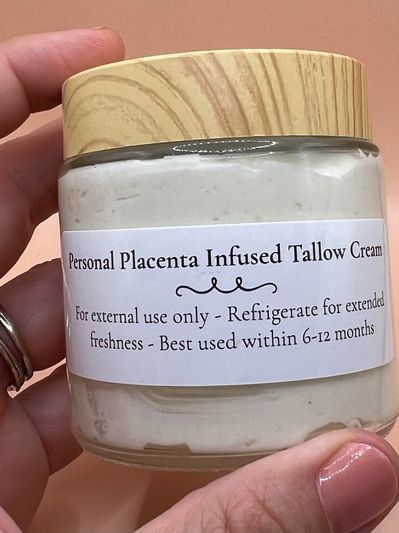 Personal Placenta Infused Tallow Cream
For external use only - Refrigerate for extended
freshness - Best used within 6-12 months